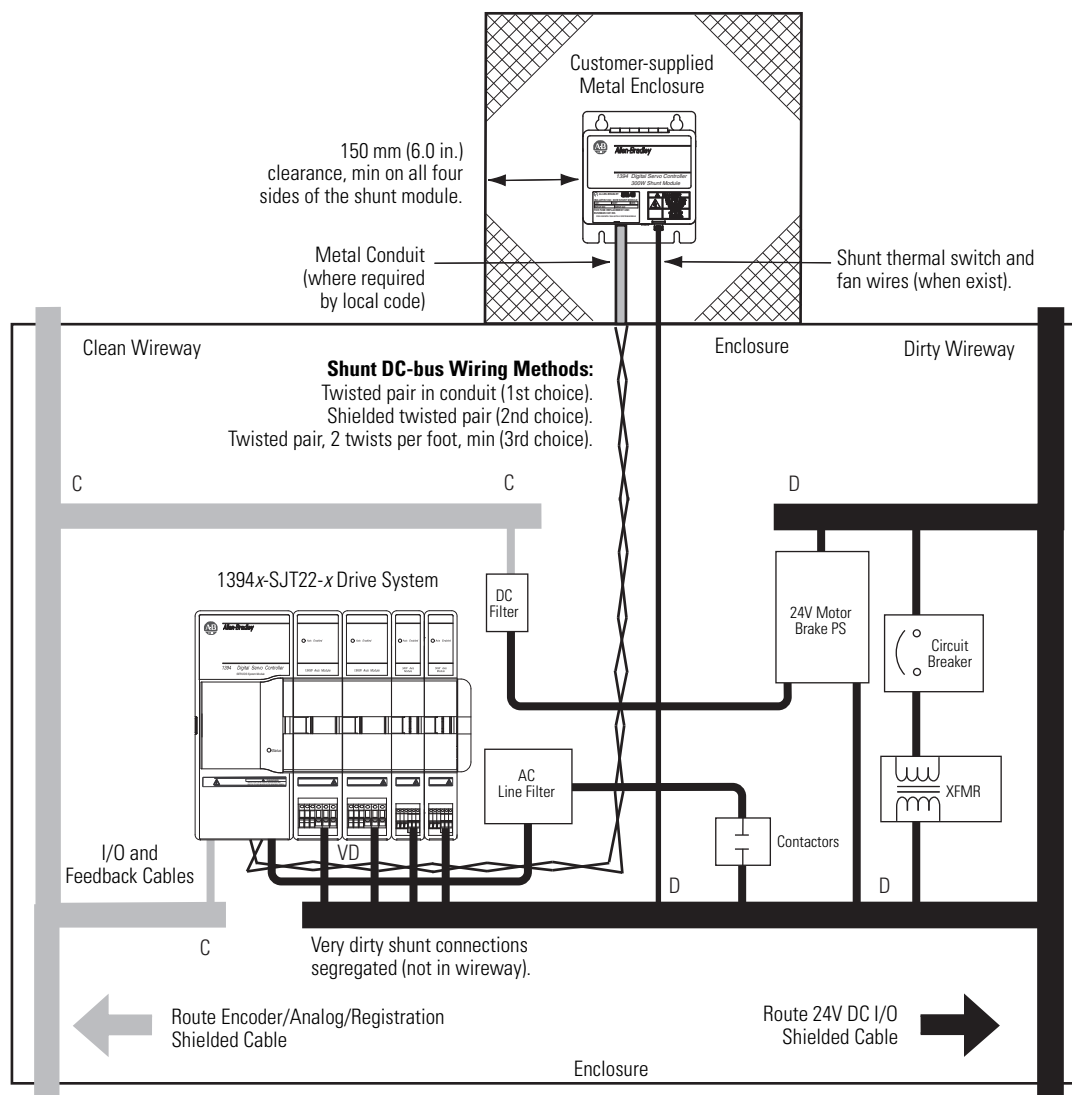 Customer-supplied
Metal Enclosure
150 mm (6.0 in.)
clearance, min on all four
sides of the shunt module.
Allen-Bradley
1394 Digital Servo Controller
300W Shunt Module
Metal Conduit
(where required
by local code)
Shunt thermal switch and
fan wires (when exist).
Clean Wireway
Enclosure
Dirty Wireway
Shunt DC-bus Wiring Methods:
Twisted pair in conduit (1st choice).
Shielded twisted pair (2nd choice).
Twisted pair, 2 twists per foot, min (3rd choice).
C
C
D
1394x-SJT22-x Drive System
DC
Filter
24V Motor
Brake PS
Circuit
Breaker
Allen-Bradley
1394 Digital Servo Controller
Status
AC
Line Filter
XFMR
Contactors
I/O and
Feedback Cables
VD
D
D
C
Very dirty shunt connections
segregated (not in wireway).
Route Encoder/Analog/Registration
Shielded Cable
Route 24V DC I/O
Shielded Cable
Enclosure